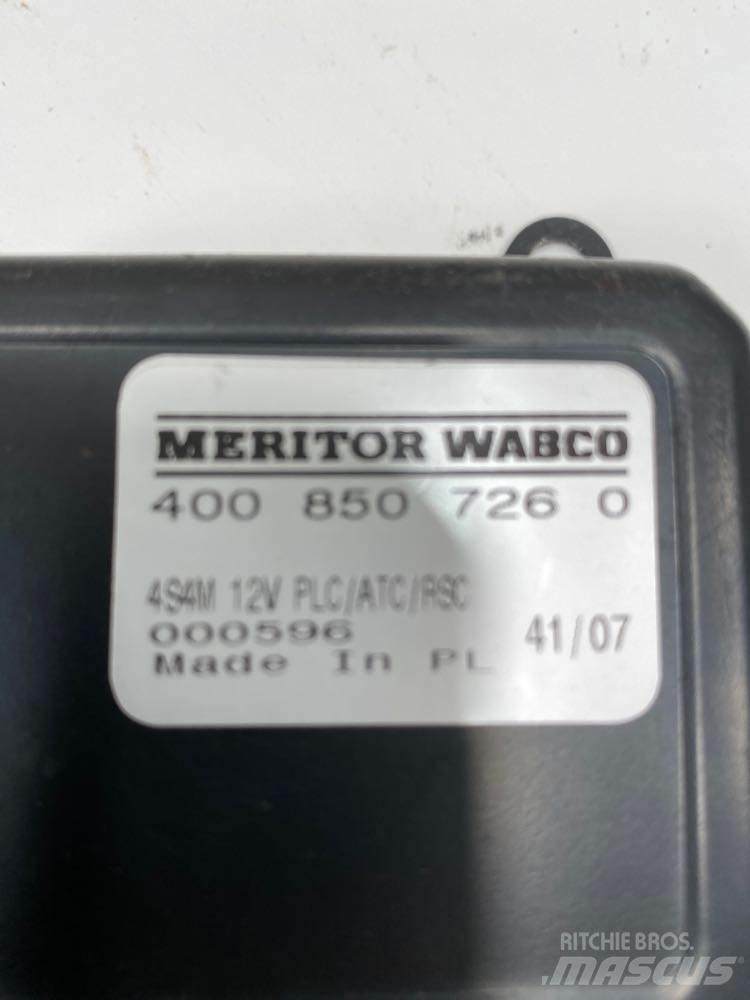 MERITOR WABCO
400 850 726 0
4S4M 12V PLC/ATC/RSC
000596
41/07
Made In PL
RITCHIE BROS.
MASCUS